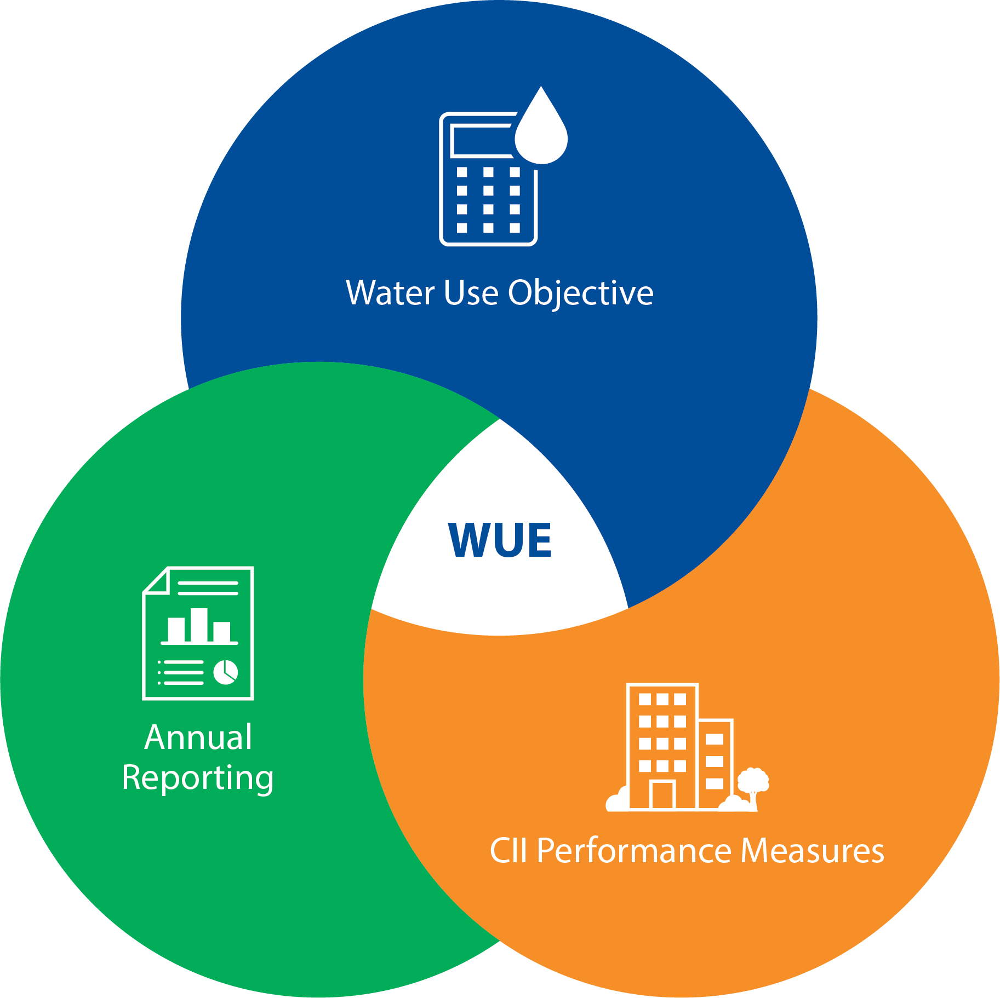 Water Use Objective
WUE
Annual
Reporting
CII Performance Measures